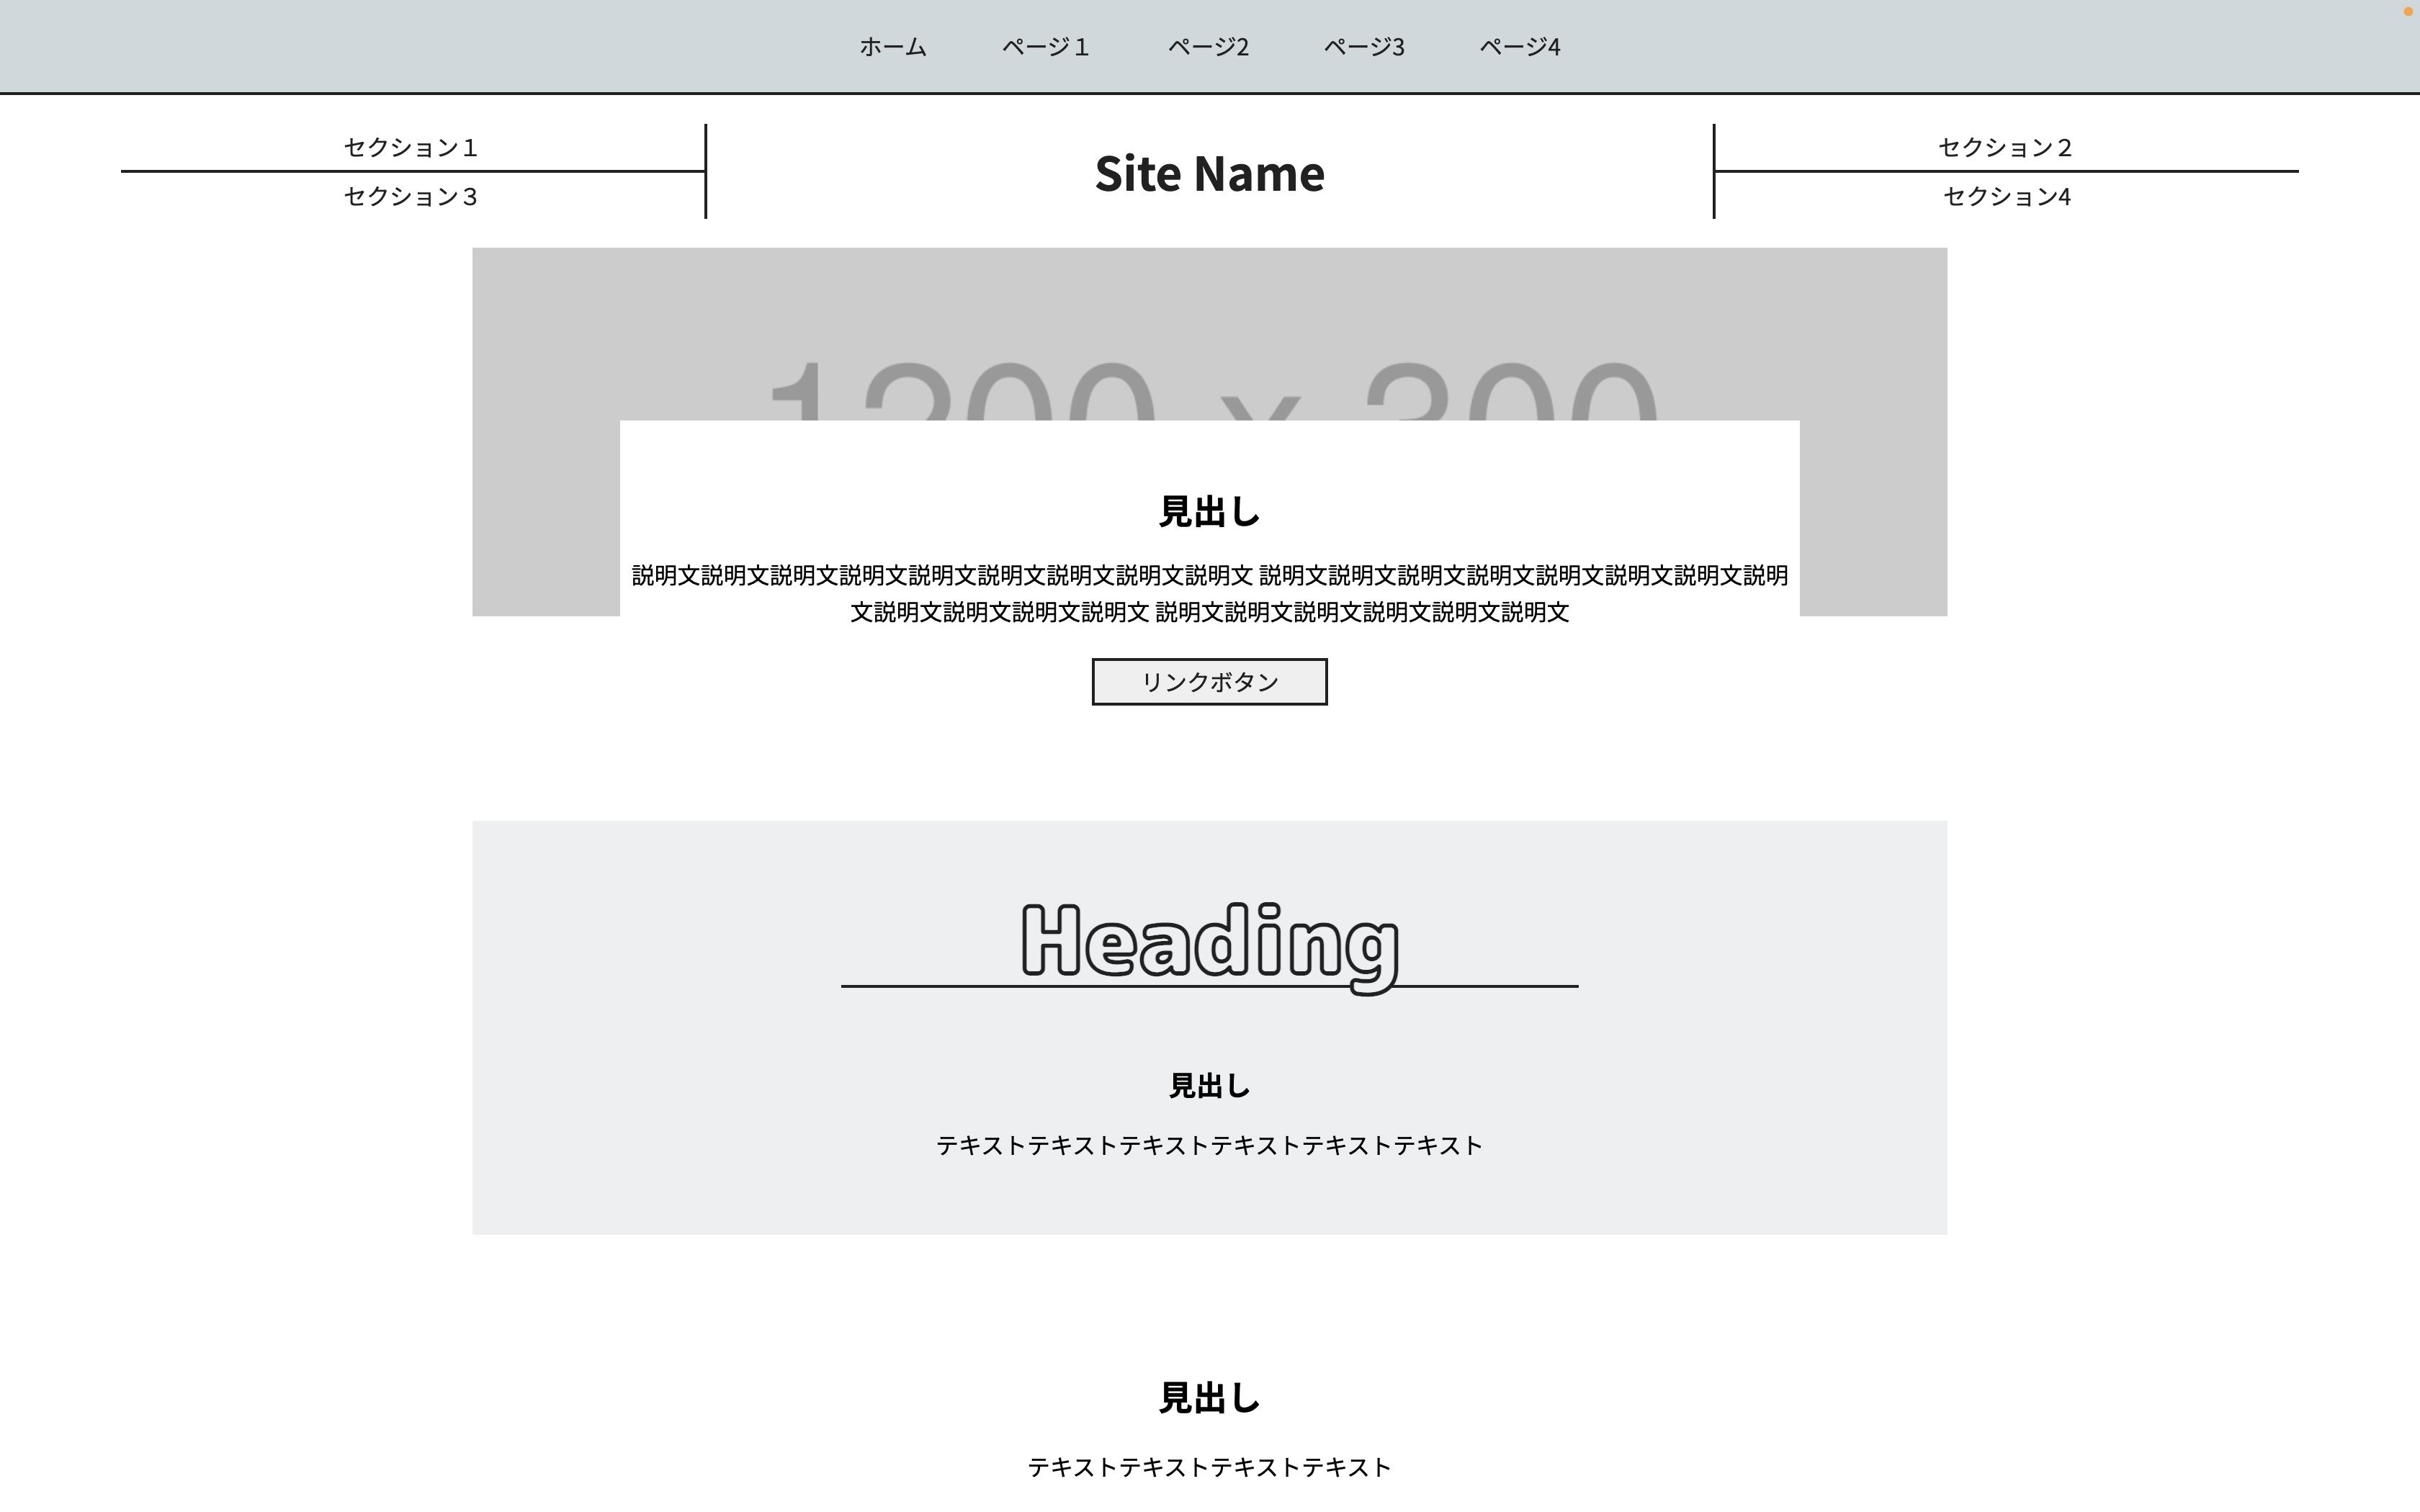 ホーム ページ１ ページ2 ページ3 ページ4
セクション１
セクション３
Site Name
セクション２
セクション4
1200 x 300
見出し
説明文説明文説明文説明文説明文説明文説明文説明文説明文 説明文説明文説明文説明文説明文説明文説明文説明
文説明文説明文説明文説明文 説明文説明文説明文説明文説明文説明文
リンクボタン
Heading
見出し
テキストテキストテキストテキストテキストテキスト
見出し
テキストテキストテキストテキスト